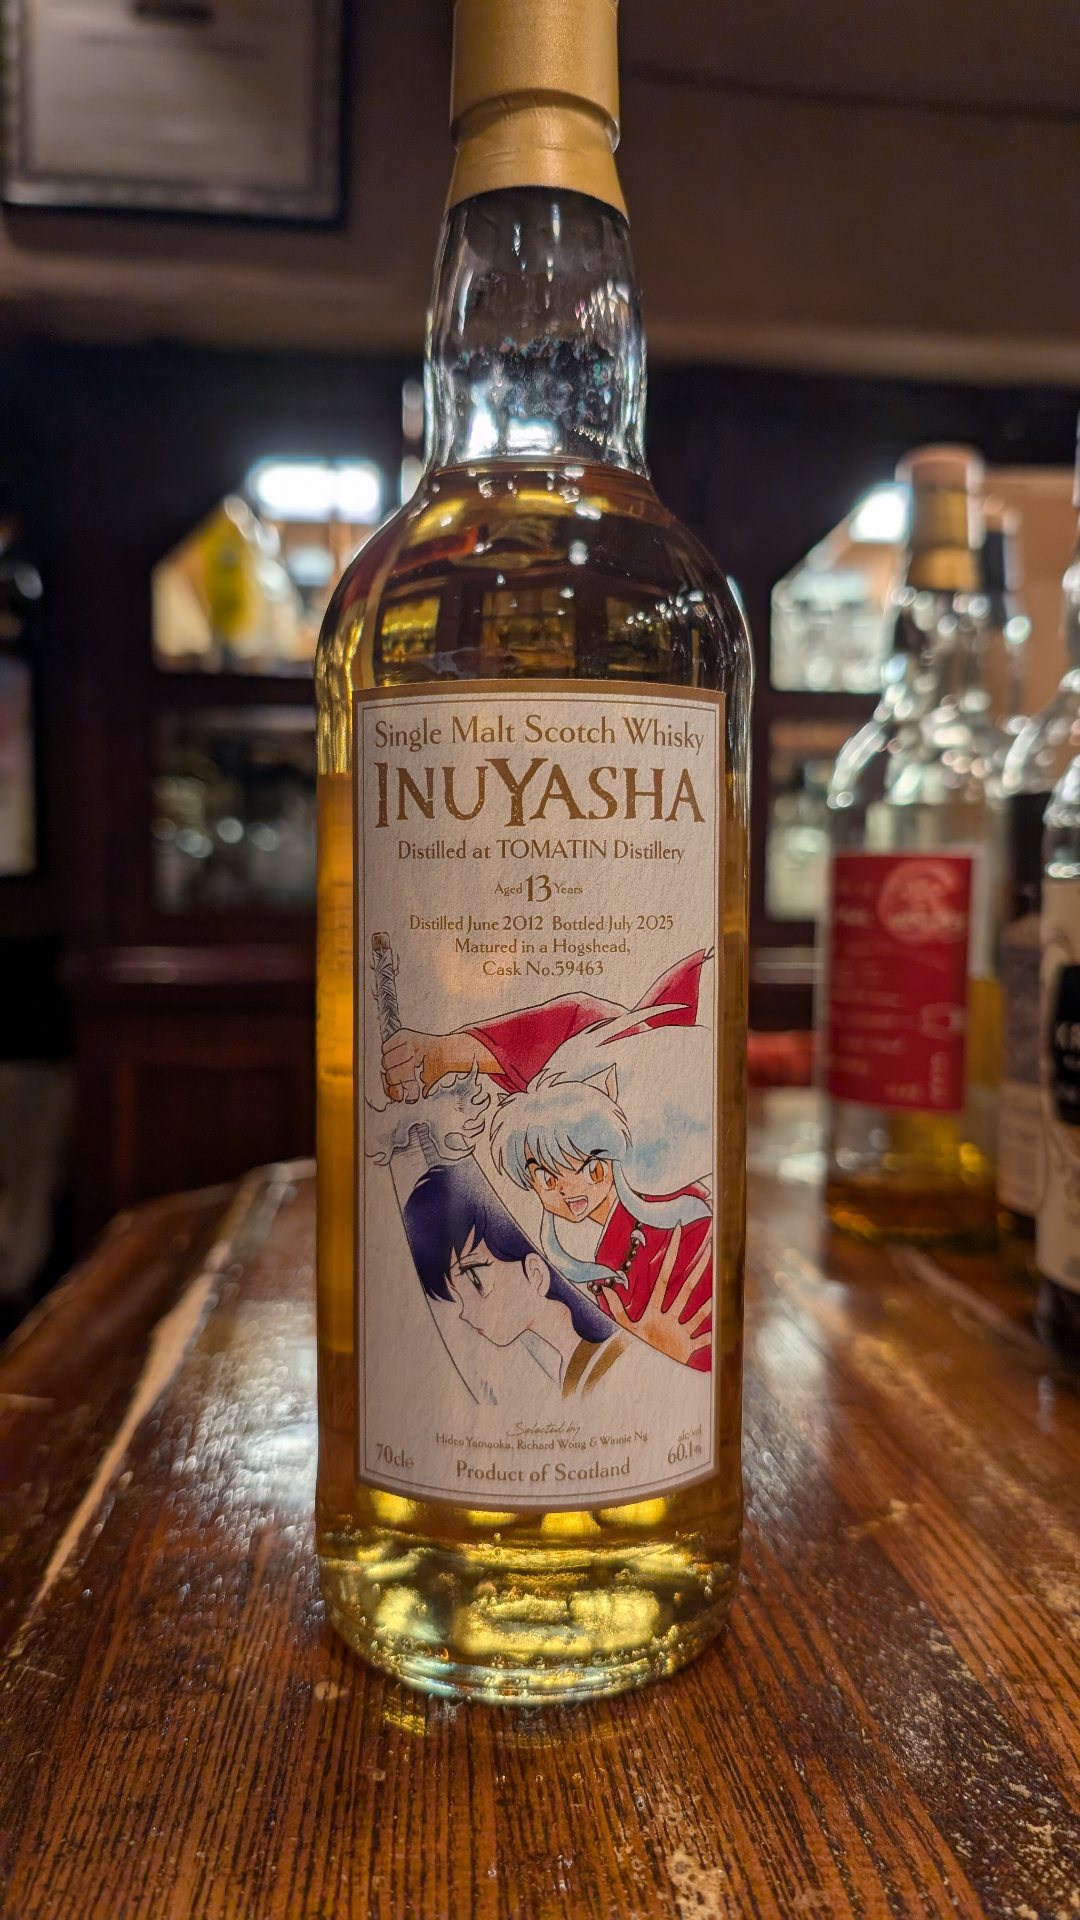 Single Malt Scotch Whisky
INUYASHA
Distilled at TOMATIN Distillery
Aged 13 Years
Distilled June 2012 Bottled July 2025
Matured in a Hogshead,
Cask No.59463
Selected by
Hideo Yamaoka, Richard Wong & Winnie Ng
70cle
alc/vol
60.1%
Product of Scotland